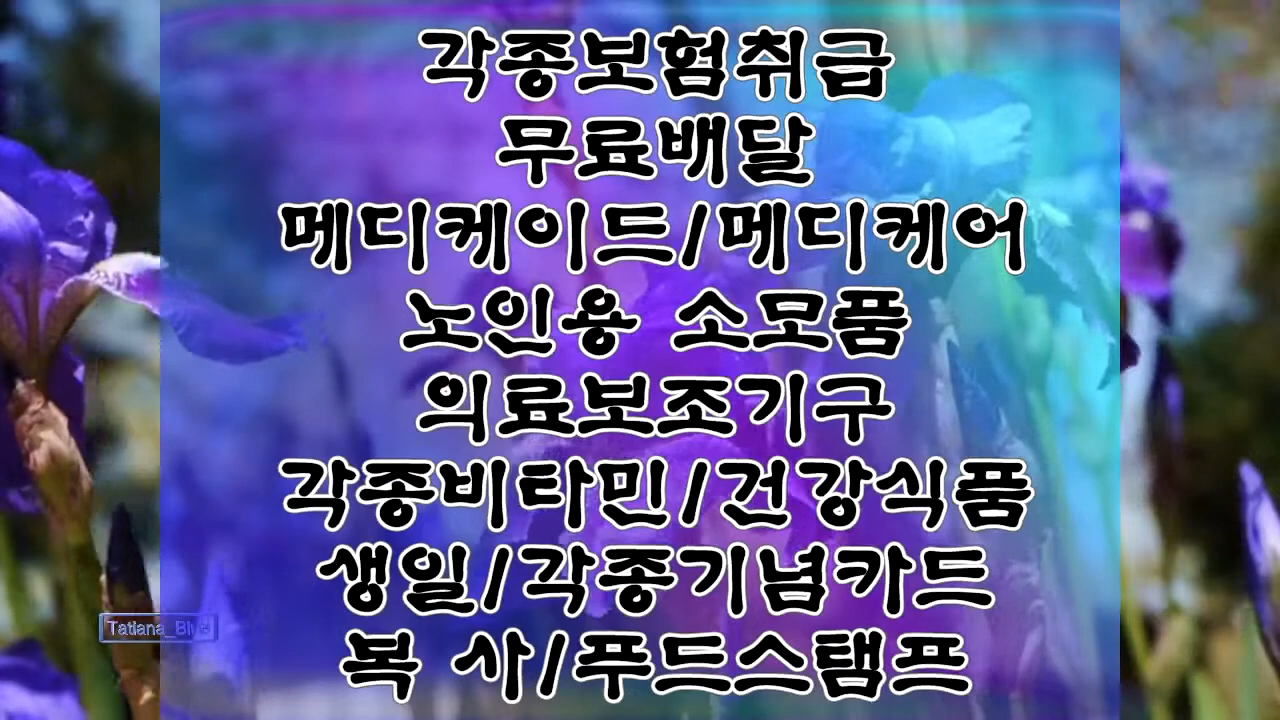 각종보험취급
무료배달
메디케이드/메디케어
노인용 소모품
의료보조기구
각종비타민/건강식품
생일/각종기념카드
복 사/푸드스탬프